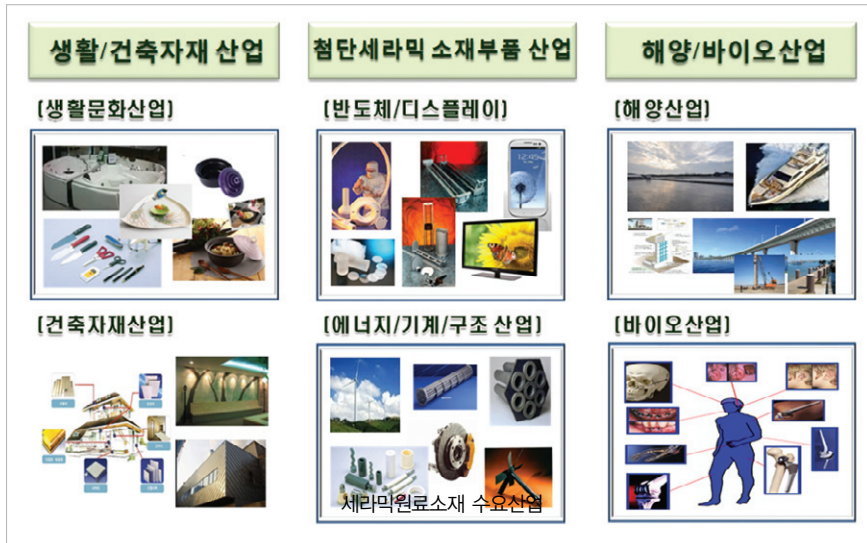 생활/건축자재 산업
첨단세라믹 소재부품 산업
해양/바이오산업
(생활문화산업)
(반도체/디스플레이)
(해양산업)
(건축자재산업)
(에너지/기계/구조 산업)
(바이오산업)
세라믹원료소재 수요산업